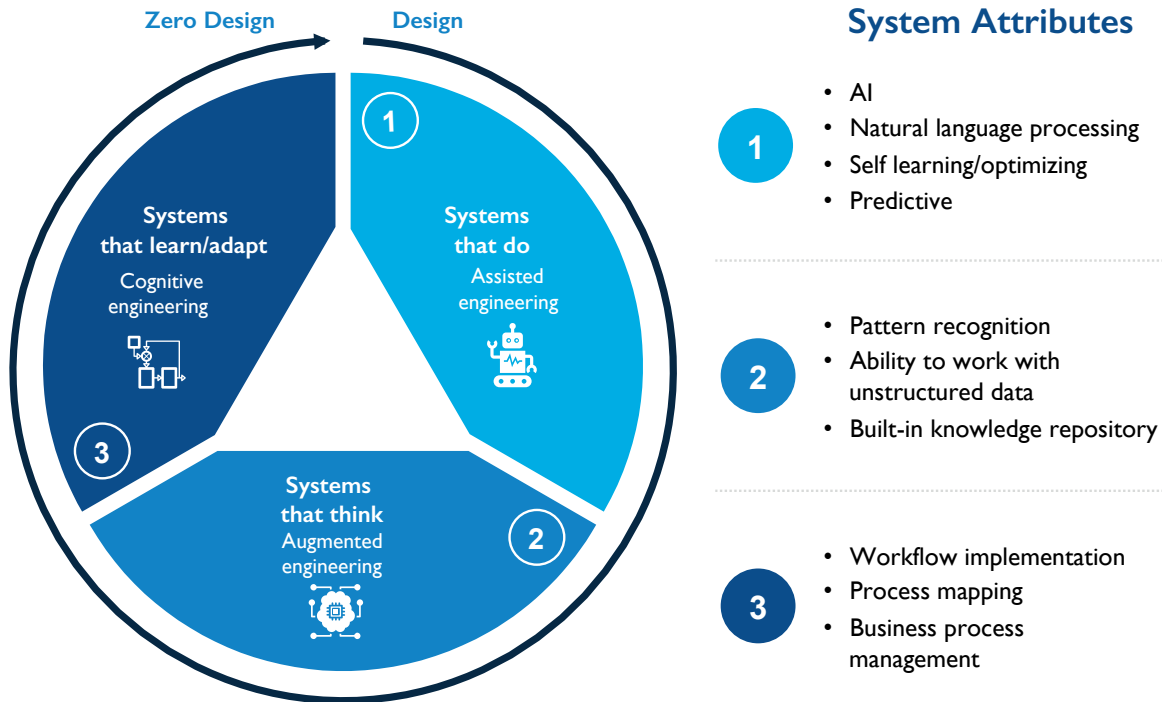 Zero Design
Design
1
Systems
that do
Assisted
engineering
2
Systems
that think
Augmented
engineering
3
Systems
that learn/adapt
Cognitive
engineering
System Attributes
1
• AI
• Natural language processing
• Self learning/optimizing
• Predictive
2
• Pattern recognition
• Ability to work with
unstructured data
• Built-in knowledge repository
3
• Workflow implementation
• Process mapping
• Business process
management